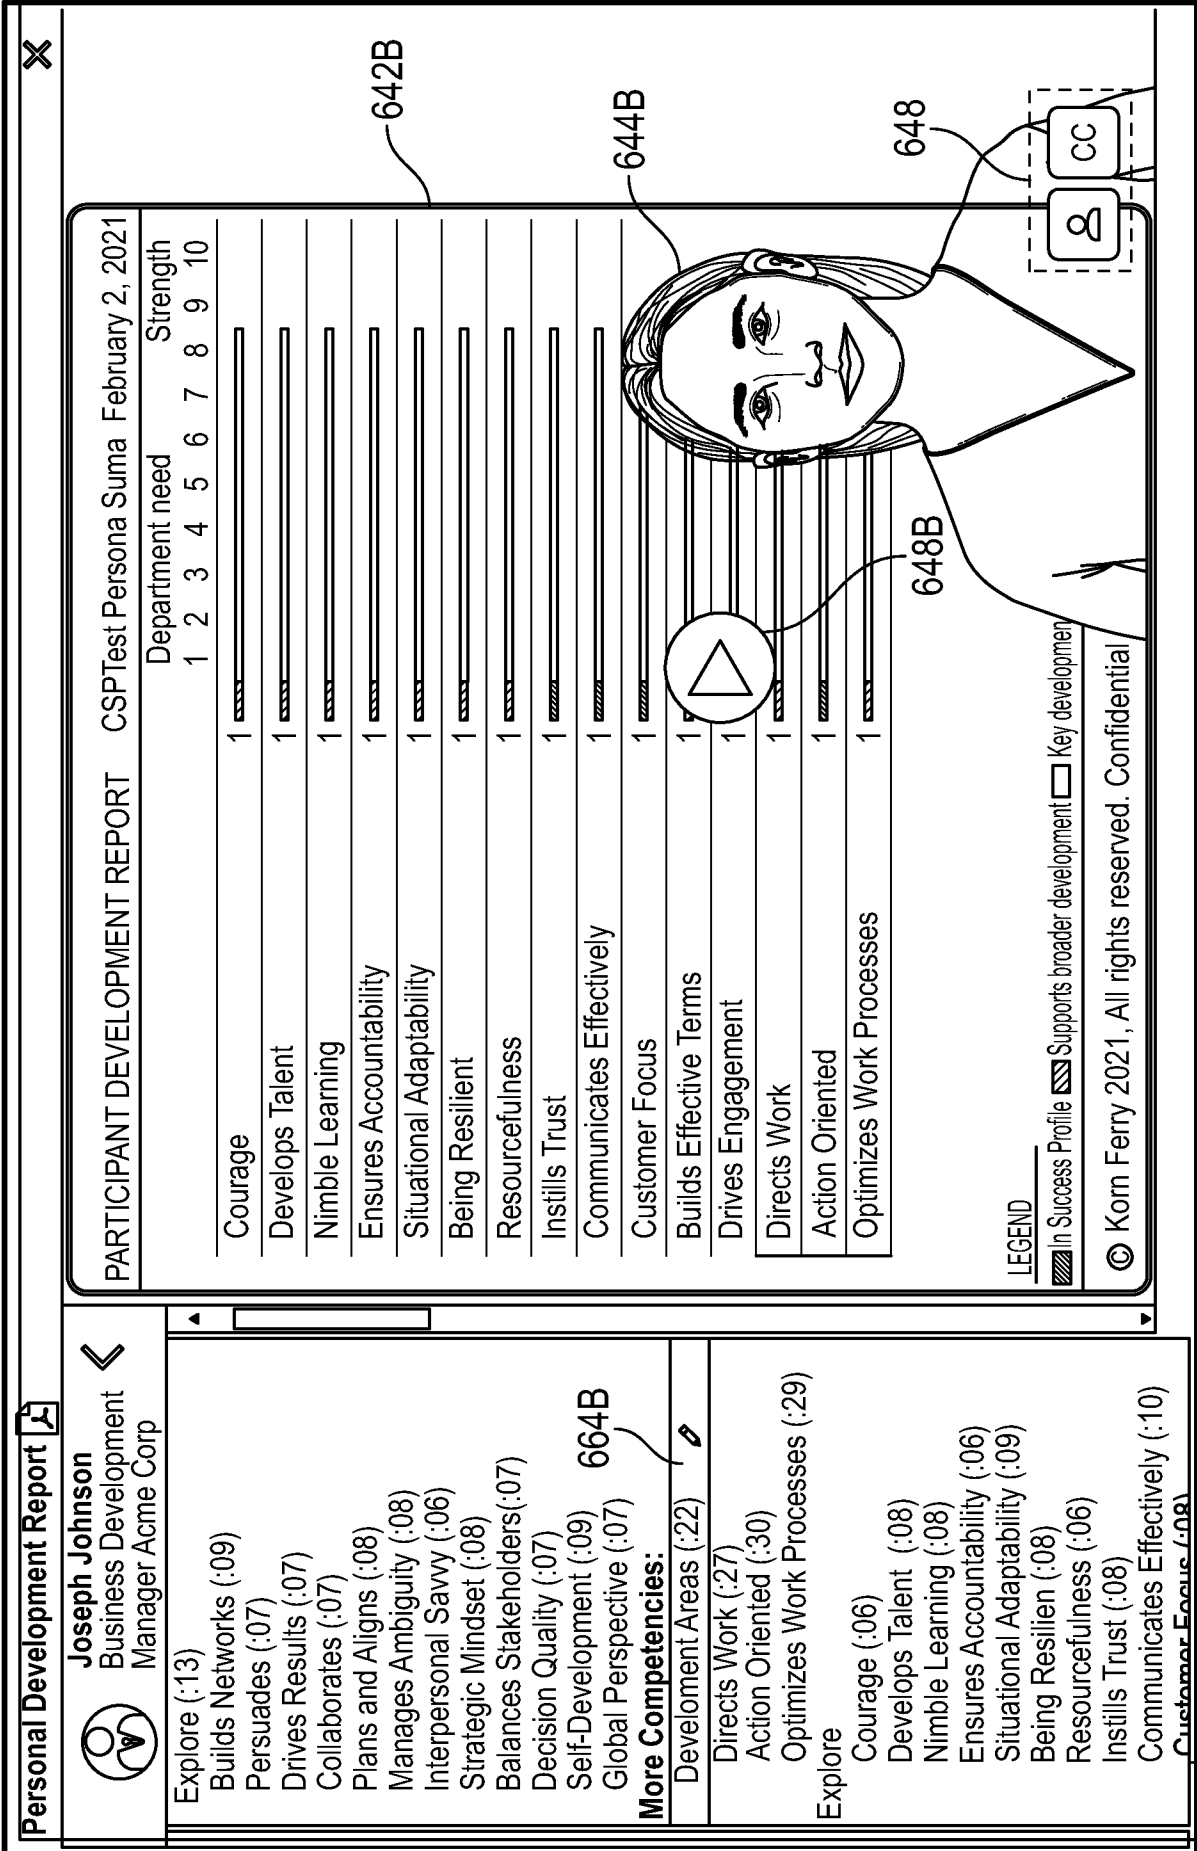 Personal Development Report
Joseph Johnson
Business Development
Manager Acme Corp
Explore (:13)
Builds Networks (:09)
Persuades (:07)
Drives Results (:07)
Collaborates (:07)
Plans and Aligns (:08)
Manages Ambiguity (:08)
Interpersonal Savvy (:06)
Strategic Mindset (:08)
Balances Stakeholders(:07)
Decision Quality (:07)
Self-Development (:09)
Global Perspective (:07)
664B
More Competencies:
Develoment Areas (:22)
Directs Work (:27)
Action Oriented (:30)
Optimizes Work Processes (:29)
Explore
Courage (:06)
Develops Talent (:08)
Nimble Learning (:08)
Ensures Accountability (:06)
Situational Adaptability (:09)
Being Resilien (:08)
Resourcefulness (:06)
Instills Trust (:08)
Communicates Effectively (:10)
Customer Focus (:08)
PARTICIPANT DEVELOPMENT REPORT CSPTest Persona Suma February 2, 2021
Department need Strength
1 2 3 4 5 6 7 8 9 10
Courage 1
Develops Talent 1
Nimble Learning 1
Ensures Accountability 1
Situational Adaptability 1
Being Resilient 1
Resourcefulness 1
Instills Trust 1
Communicates Effectively 1
Customer Focus 1
Builds Effective Terms 1
Drives Engagement 1
Directs Work 1
Action Oriented 1
Optimizes Work Processes 1
LEGEND
In Success Profile Supports broader development Key developmen
© Korn Ferry 2021, All rights reserved. Confidential
CC
642B
644B
648
648B